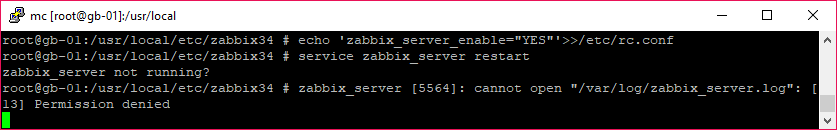 mc [root@gb-01]:/usr/local
root@gb-01:/usr/local/etc/zabbix34 # echo 'zabbix_server_enable="YES"'>>/etc/rc.conf
root@gb-01:/usr/local/etc/zabbix34 # service zabbix_server restart
zabbix_server not running?
root@gb-01:/usr/local/etc/zabbix34 # zabbix_server [5564]: cannot open "/var/log/zabbix_server.log": [
13] Permission denied